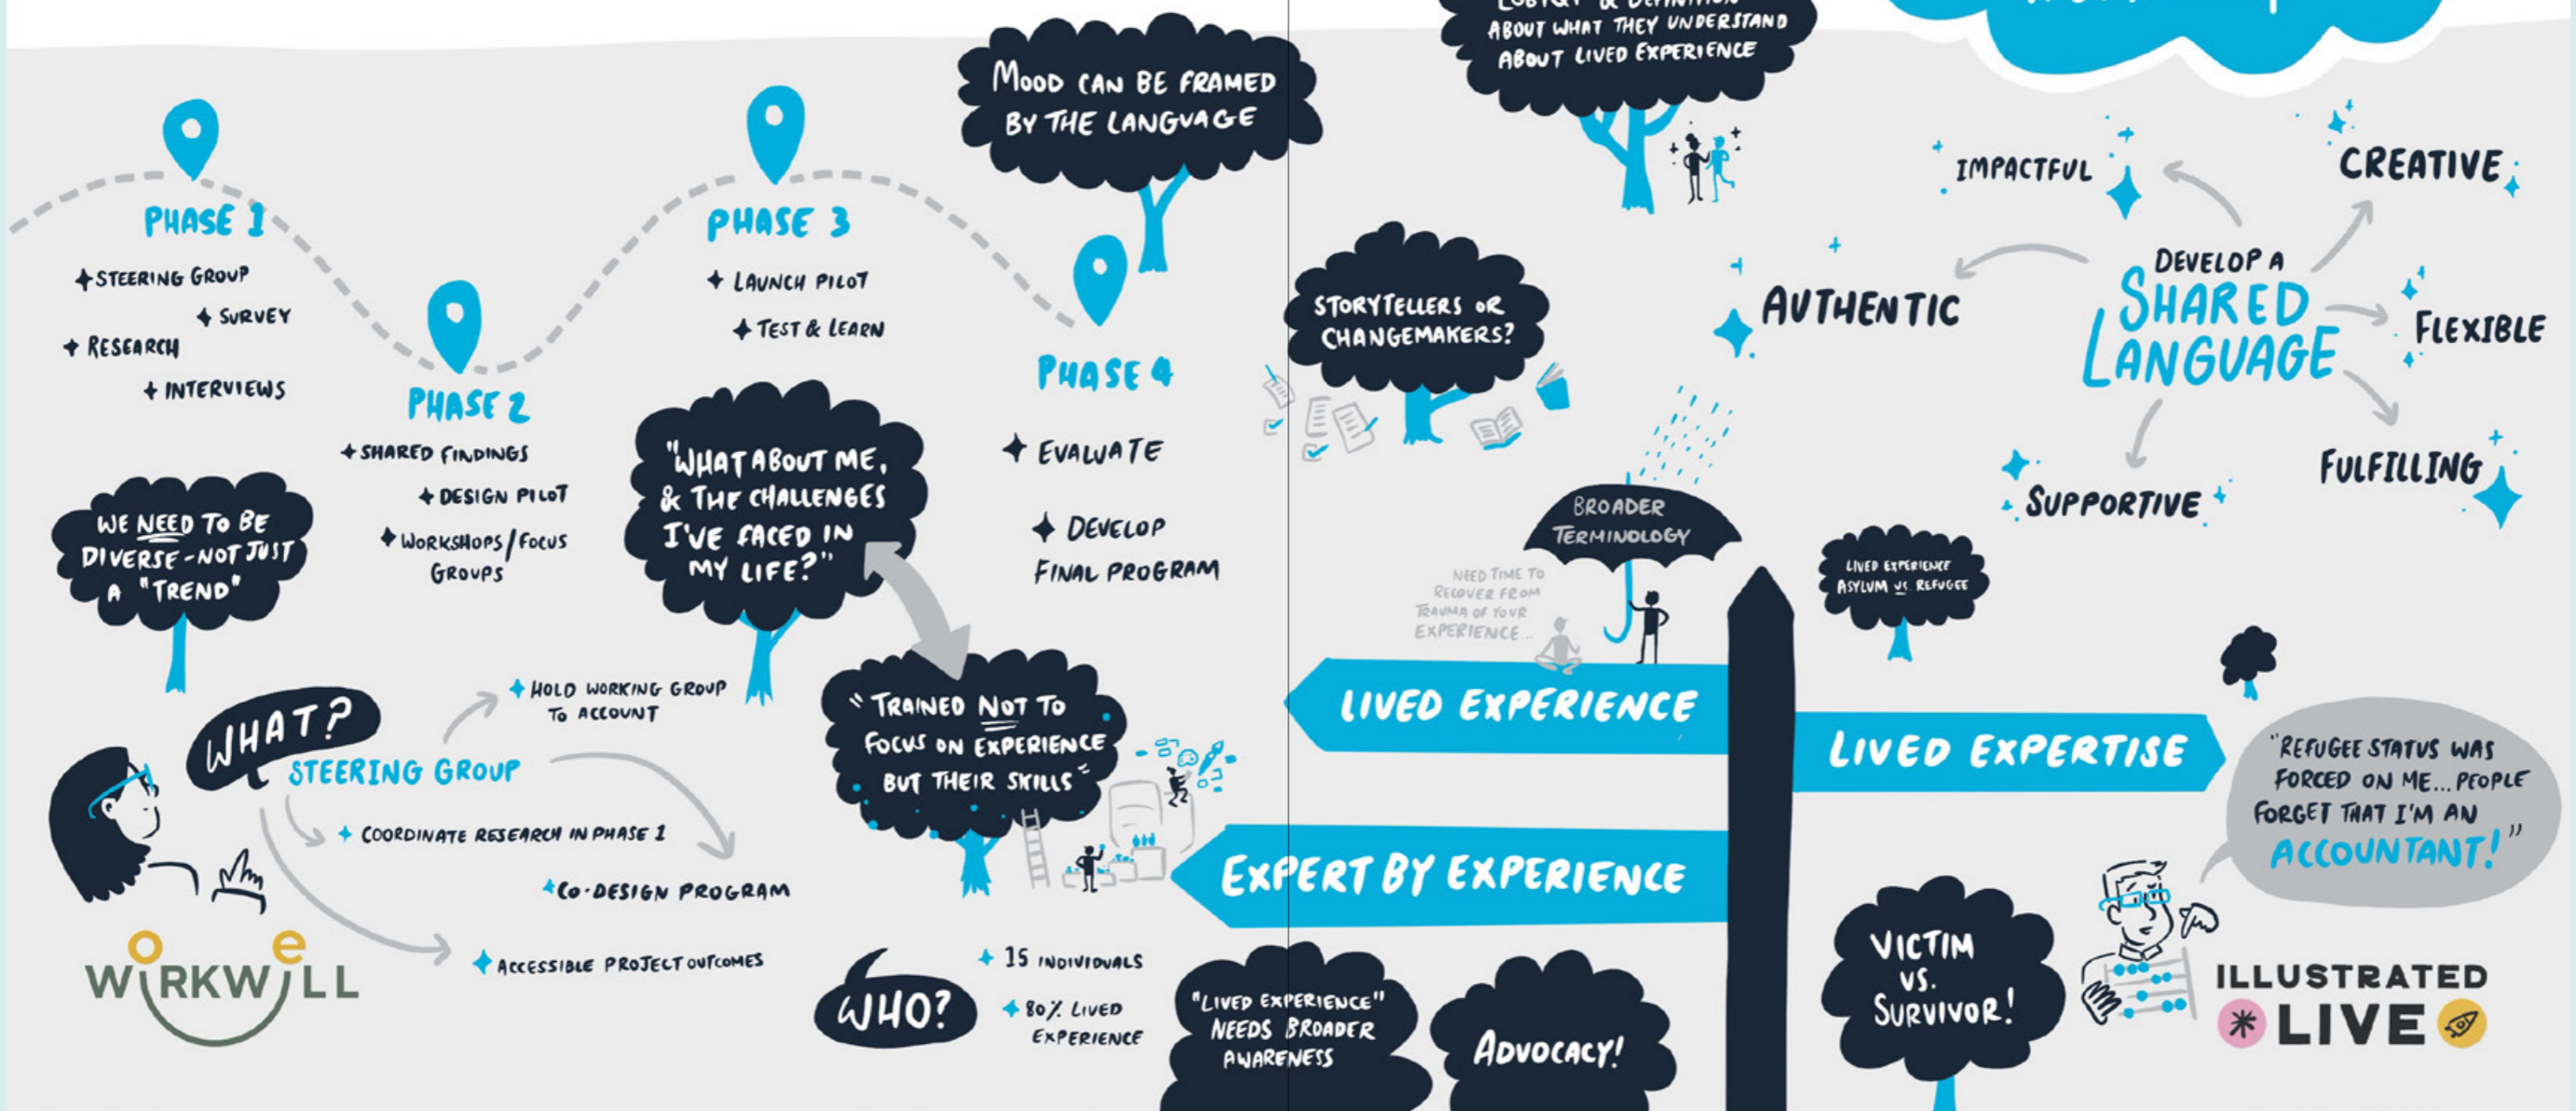 PHASE 1
STEERING GROUP
SURVEY
RESEARCH
INTERVIEWS
PHASE 2
SHARED FINDINGS
DESIGN PILOT
WORKSHOPS/FOCUS
GROUPS
PHASE 3
LAUNCH PILOT
TEST & LEARN
PHASE 4
EVALUATE
DEVELOP
FINAL PROGRAM
MOOD CAN BE FRAMED
BY THE LANGUAGE
ABOUT WHAT THEY UNDERSTAND
ABOUT LIVED EXPERIENCE
STORYTELLERS OR
CHANGEMAKERS?
DEVELOP A
SHARED
LANGUAGE
IMPACTFUL
CREATIVE
AUTHENTIC
FLEXIBLE
FULFILLING
SUPPORTIVE
WE NEED TO BE
DIVERSE - NOT JUST
A "TREND"
"WHAT ABOUT ME,
& THE CHALLENGES
I'VE FACED IN
MY LIFE?"
"TRAINED NOT TO
FOCUS ON EXPERIENCE
BUT THEIR SKILLS"
WHAT?
STEERING GROUP
HOLD WORKING GROUP
TO ACCOUNT
COORDINATE RESEARCH IN PHASE 1
CO-DESIGN PROGRAM
ACCESSIBLE PROJECT OUTCOMES
WORKWELL
WHO?
15 INDIVIDUALS
80% LIVED
EXPERIENCE
BROADER
TERMINOLOGY
NEED TIME TO
RECOVER FROM
TRAUMA OF YOUR
EXPERIENCE...
LIVED EXPERIENCE
ASYLUM VS. REFUGEE
LIVED EXPERIENCE
LIVED EXPERTISE
EXPERT BY EXPERIENCE
"REFUGEE STATUS WAS
FORCED ON ME... PEOPLE
FORGET THAT I'M AN
ACCOUNTANT!"
"LIVED EXPERIENCE"
NEEDS BROADER
AWARENESS
ADVOCACY!
VICTIM
VS.
SURVIVOR!
ILLUSTRATED
LIVE